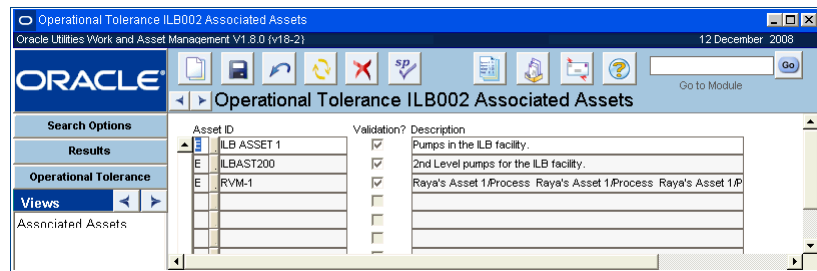 Operational Tolerance ILB002 Associated Assets
Oracle Utilities Work and Asset Management V1.8.0 (v18-2) 12 December 2008
ORACLE
sp
Go
Go to Module
Operational Tolerance ILB002 Associated Assets
Search Options
Results
Operational Tolerance
Views
Associated Assets
Asset ID Validation? Description
E ILB ASSET 1 Pumps in the ILB facility.
E ILBAST200 2nd Level pumps for the ILB facility.
E RVM-1 Raya's Asset 1/Process Raya's Asset 1/Process Raya's Asset 1/P